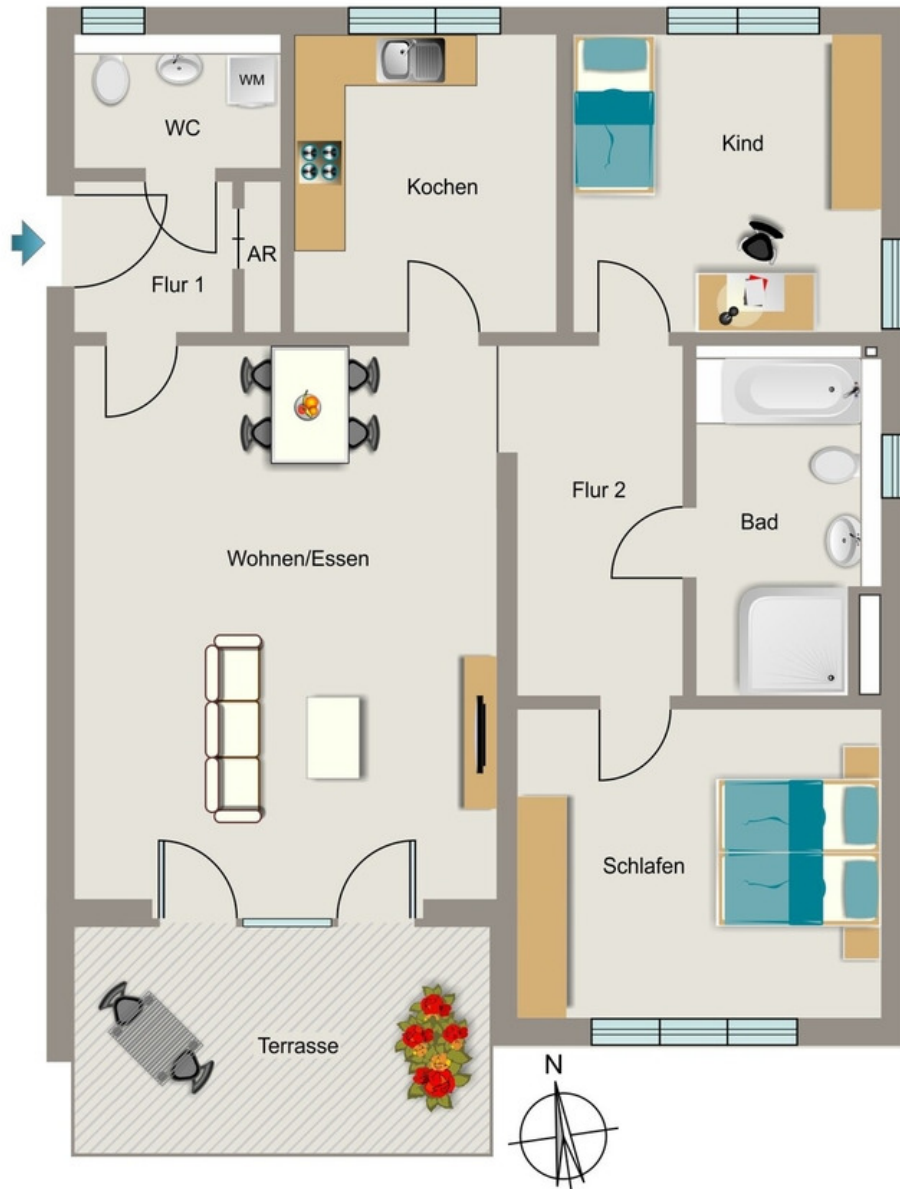 WM
WC
Kochen
Kind
AR
Flur 1
Flur 2
Bad
Wohnen/Essen
Schlafen
Terrasse
N